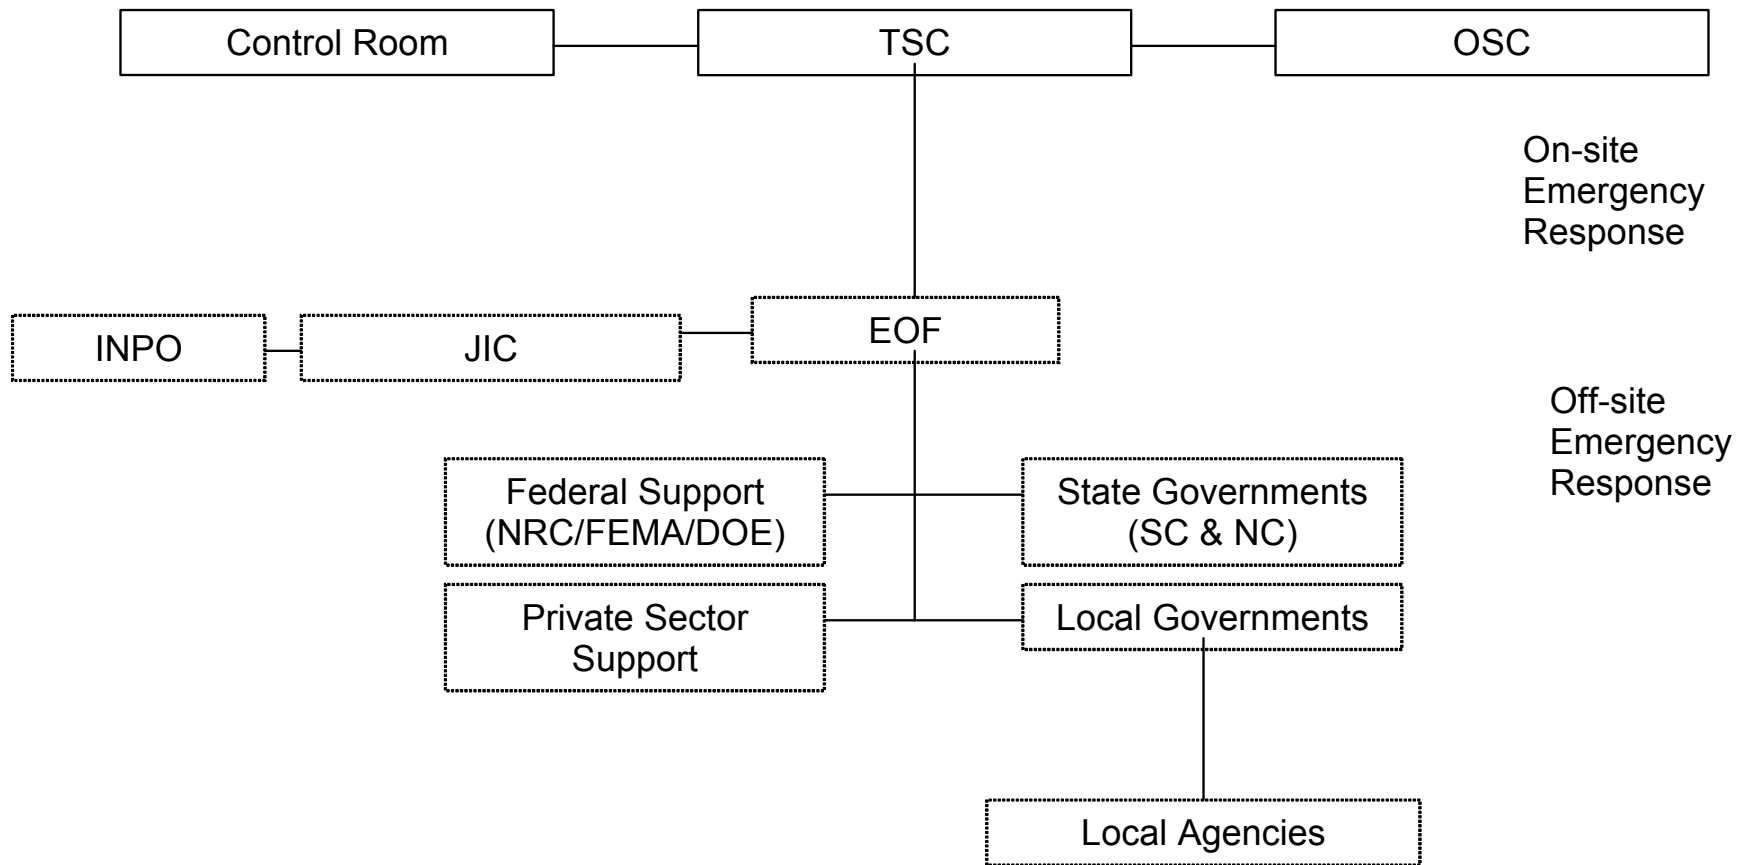 Control Room
TSC
OSC
On-site
Emergency
Response
INPO
JIC
EOF
Off-site
Emergency
Response
Federal Support
(NRC/FEMA/DOE)
State Governments
(SC & NC)
Private Sector
Support
Local Governments
Local Agencies